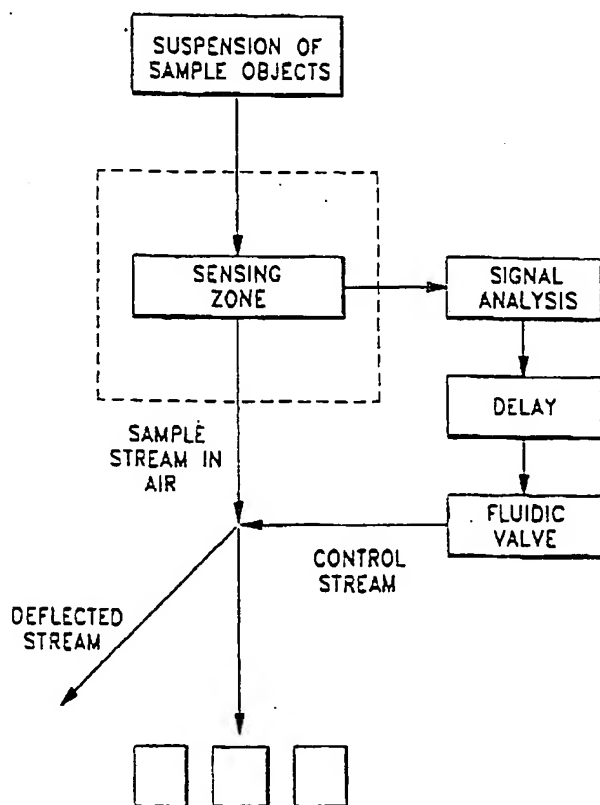 SUSPENSION OF
SAMPLE OBJECTS
SENSING
ZONE
SIGNAL
ANALYSIS
DELAY
SAMPLE
STREAM IN
AIR
FLUIDIC
VALVE
CONTROL
STREAM
DEFLECTED
STREAM